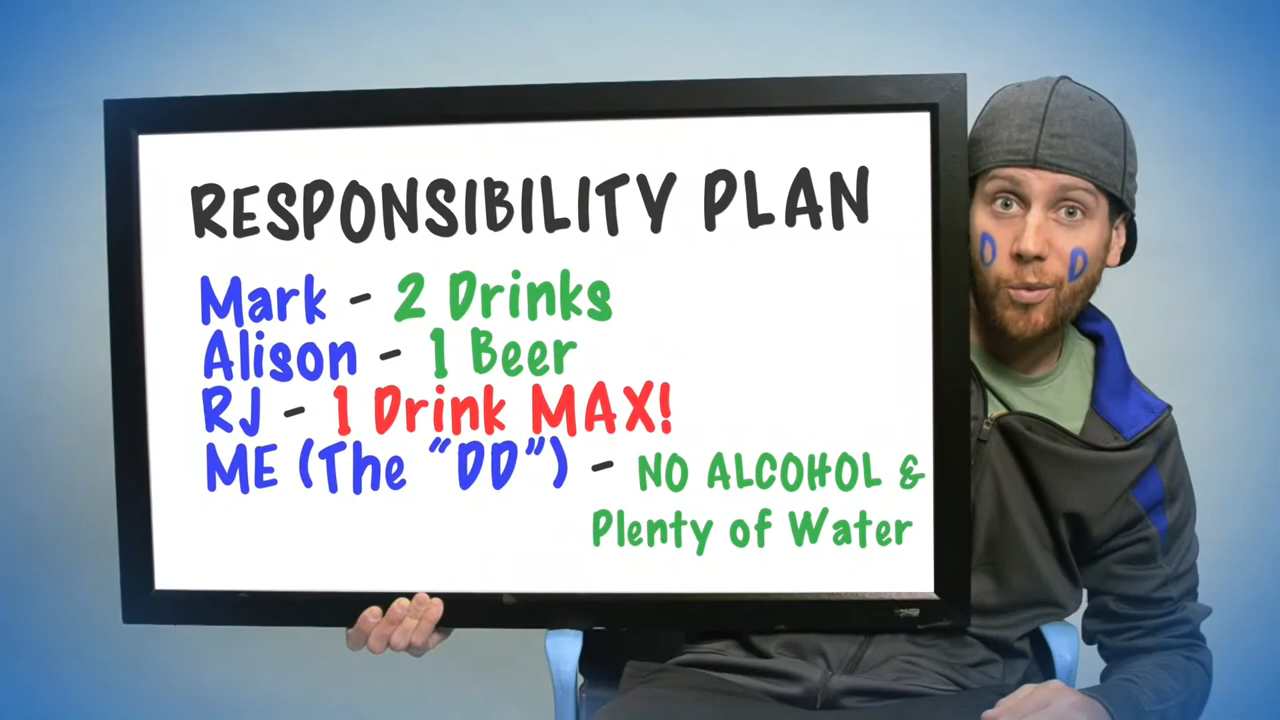 RESPONSIBILITY PLAN
Mark - 2 Drinks
Alison - 1 Beer
RJ - 1 Drink MAX!
ME (The "DD") - NO ALCOHOL &
Plenty of Water
D D